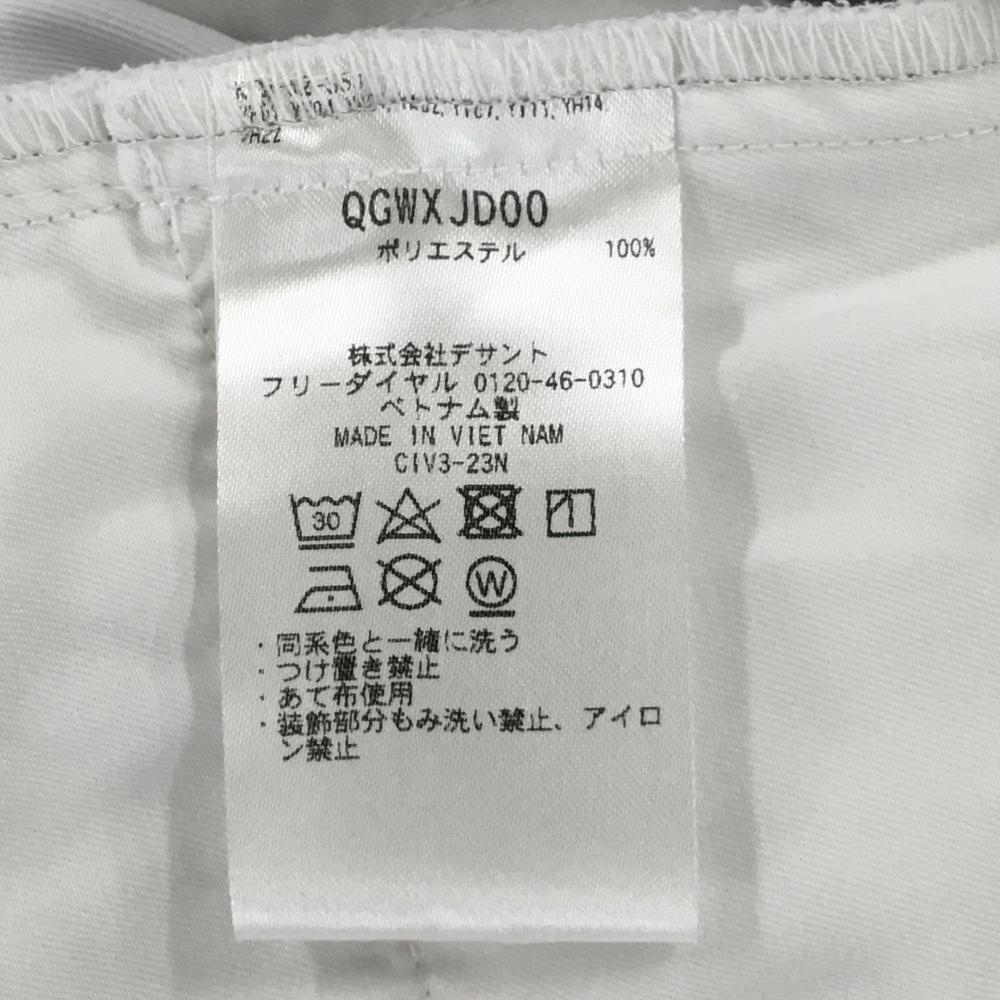 YH14,
QGWXJD00
ポリエステル 100%
株式会社デサント
フリーダイヤル 0120-46-0310
ベトナム製
MADE IN VIET NAM
CIV3-23N
30
W
・同系色と一緒に洗う
・つけ置き禁止
・あて布使用
・装飾部分もみ洗い禁止、アイロ
ン禁止